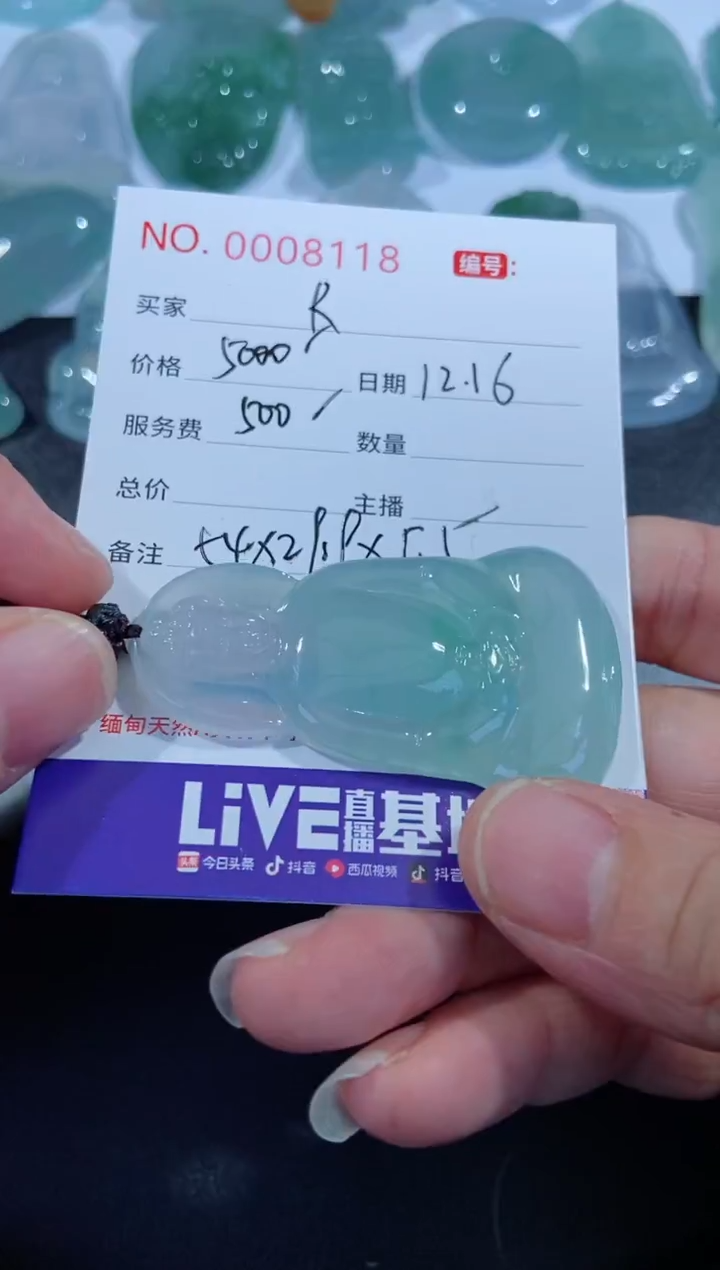 NO. 0008118 编号:
买家 R
价格 5000 日期 12.16
服务费 500 数量
总价 主播
备注
缅甸天然
LiVE直播基
头条 今日头条 抖音 西瓜视频 抖音